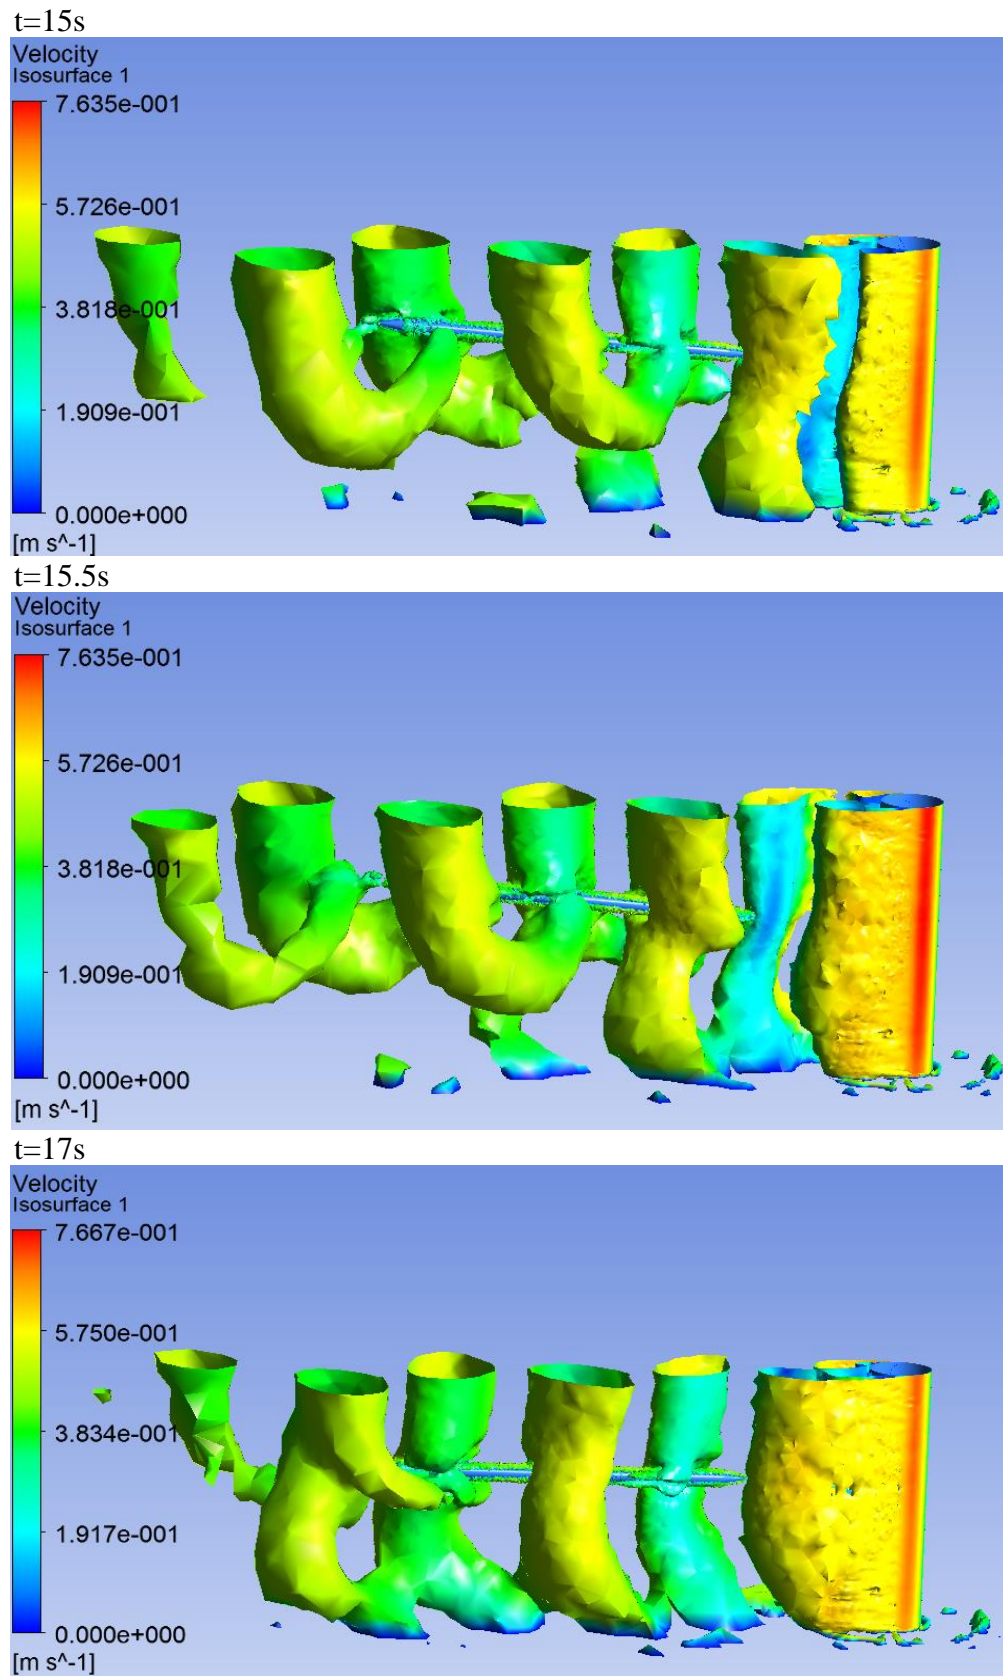 t=15s
Velocity
Isosurface 1
7.635e-001
5.726e-001
3.818e-001
1.909e-001
0.000e+000
[m s^-1]
t=15.5s
Velocity
Isosurface 1
7.635e-001
5.726e-001
3.818e-001
1.909e-001
0.000e+000
[m s^-1]
t=17s
Velocity
Isosurface 1
7.667e-001
5.750e-001
3.834e-001
1.917e-001
0.000e+000
[m s^-1]